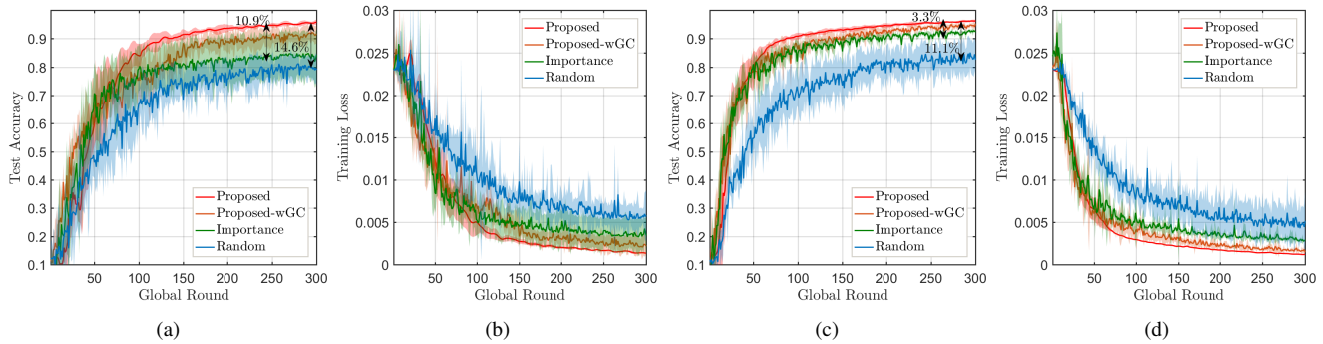 10.9%
14.6%
Test Accuracy
0.9
0.8
0.7
0.6
0.5
0.4
0.3
0.2
0.1
Proposed
Proposed-wGC
Importance
Random
50 100 150 200 250 300
Global Round
(a)
Training Loss
0.03
0.025
0.02
0.015
0.01
0.005
0
Proposed
Proposed-wGC
Importance
Random
50 100 150 200 250 300
Global Round
(b)
3.3%
11.1%
Test Accuracy
0.9
0.8
0.7
0.6
0.5
0.4
0.3
0.2
0.1
Proposed
Proposed-wGC
Importance
Random
50 100 150 200 250 300
Global Round
(c)
Training Loss
0.03
0.025
0.02
0.015
0.01
0.005
0
Proposed
Proposed-wGC
Importance
Random
50 100 150 200 250 300
Global Round
(d)